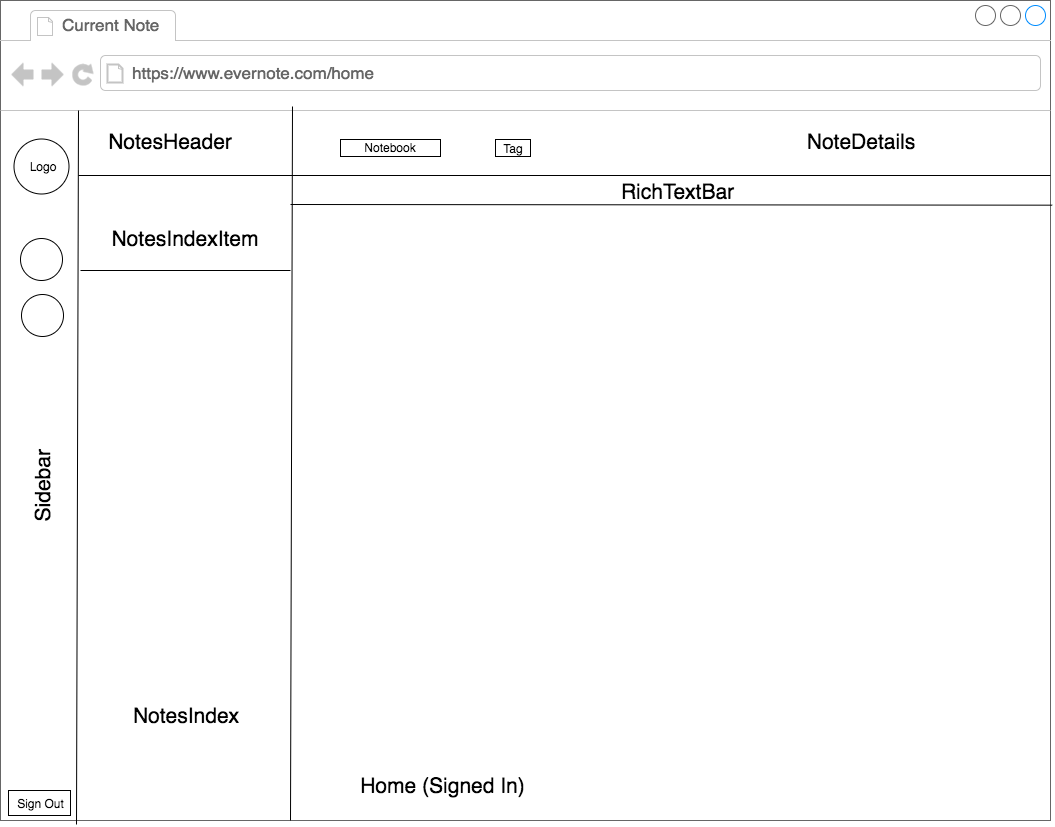 Current Note
https://www.evernote.com/home
NotesHeader
Notebook
Tag
NoteDetails
Logo
RichTextBar
NotesIndexItem
Sidebar
NotesIndex
Home (Signed In)
Sign Out